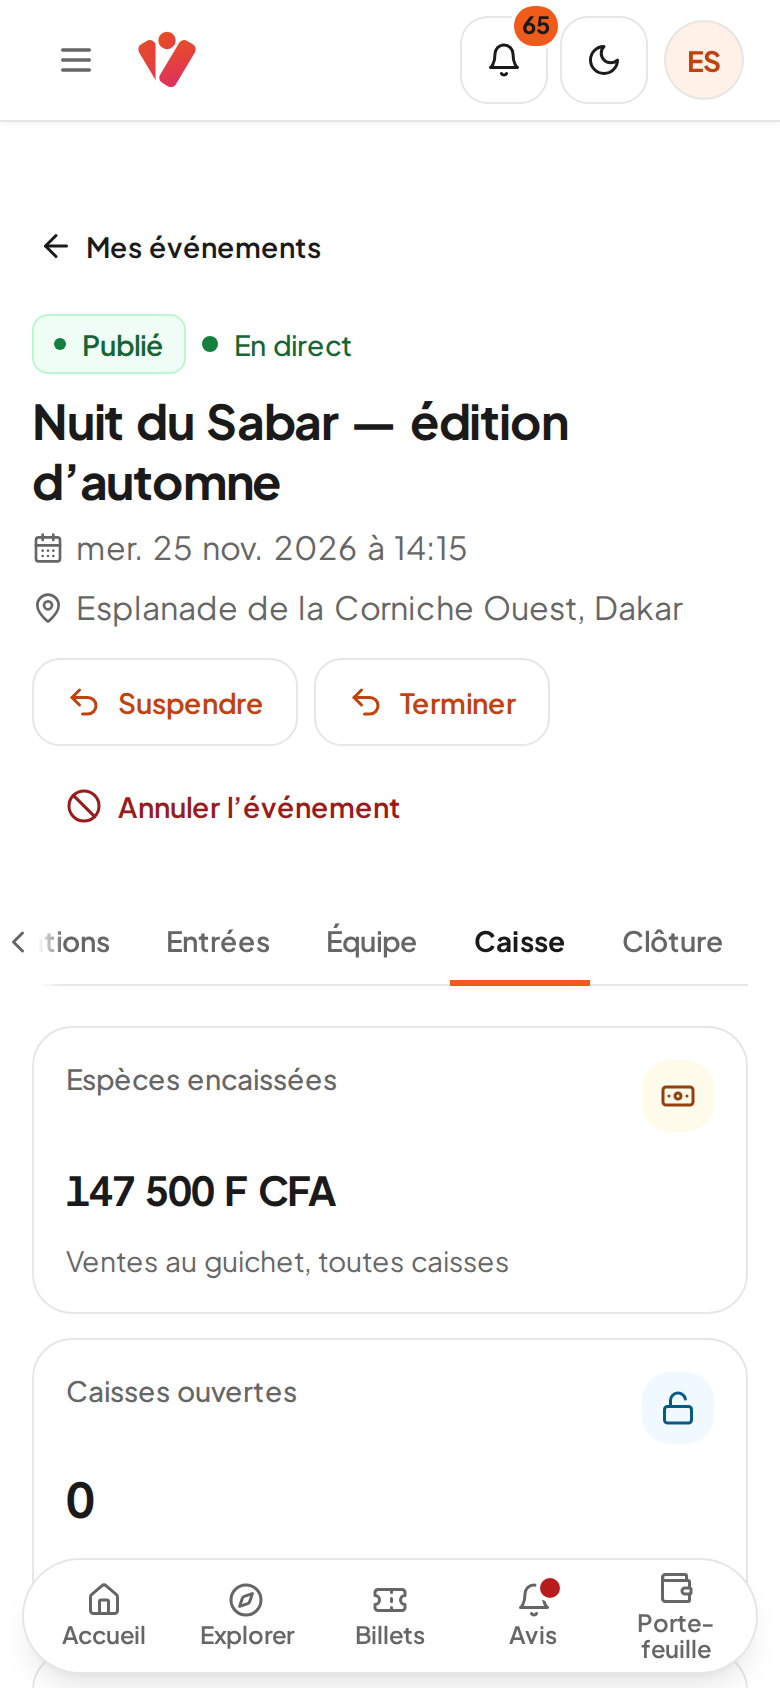 65
ES
Mes événements
Publié
En direct
Nuit du Sabar — édition
d’automne
mer. 25 nov. 2026 à 14:15
Esplanade de la Corniche Ouest, Dakar
Suspendre
Terminer
Annuler l’événement
tions
Entrées
Équipe
Caisse
Clôture
Espèces encaissées
147 500 F CFA
Ventes au guichet, toutes caisses
Caisses ouvertes
0
Accueil
Explorer
Billets
Avis
Porte-
feuille